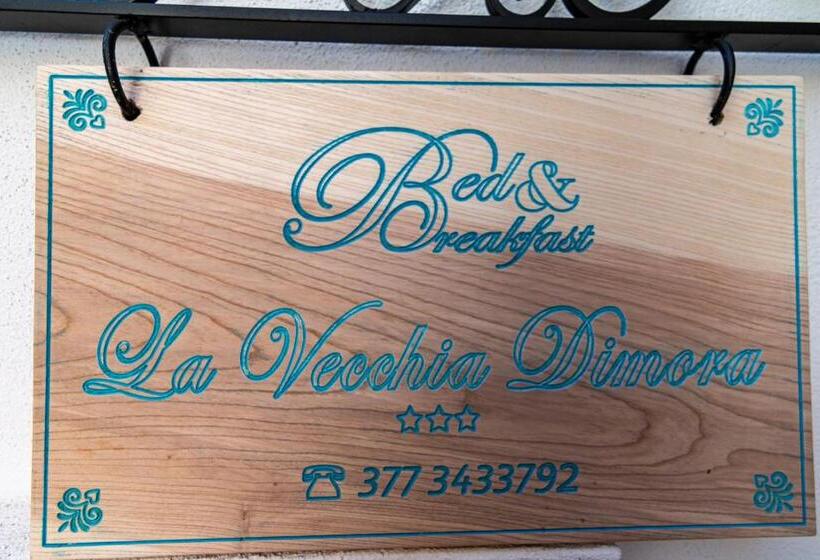 Bed &
Breakfast
La Vecchia Dimora
377 3433792